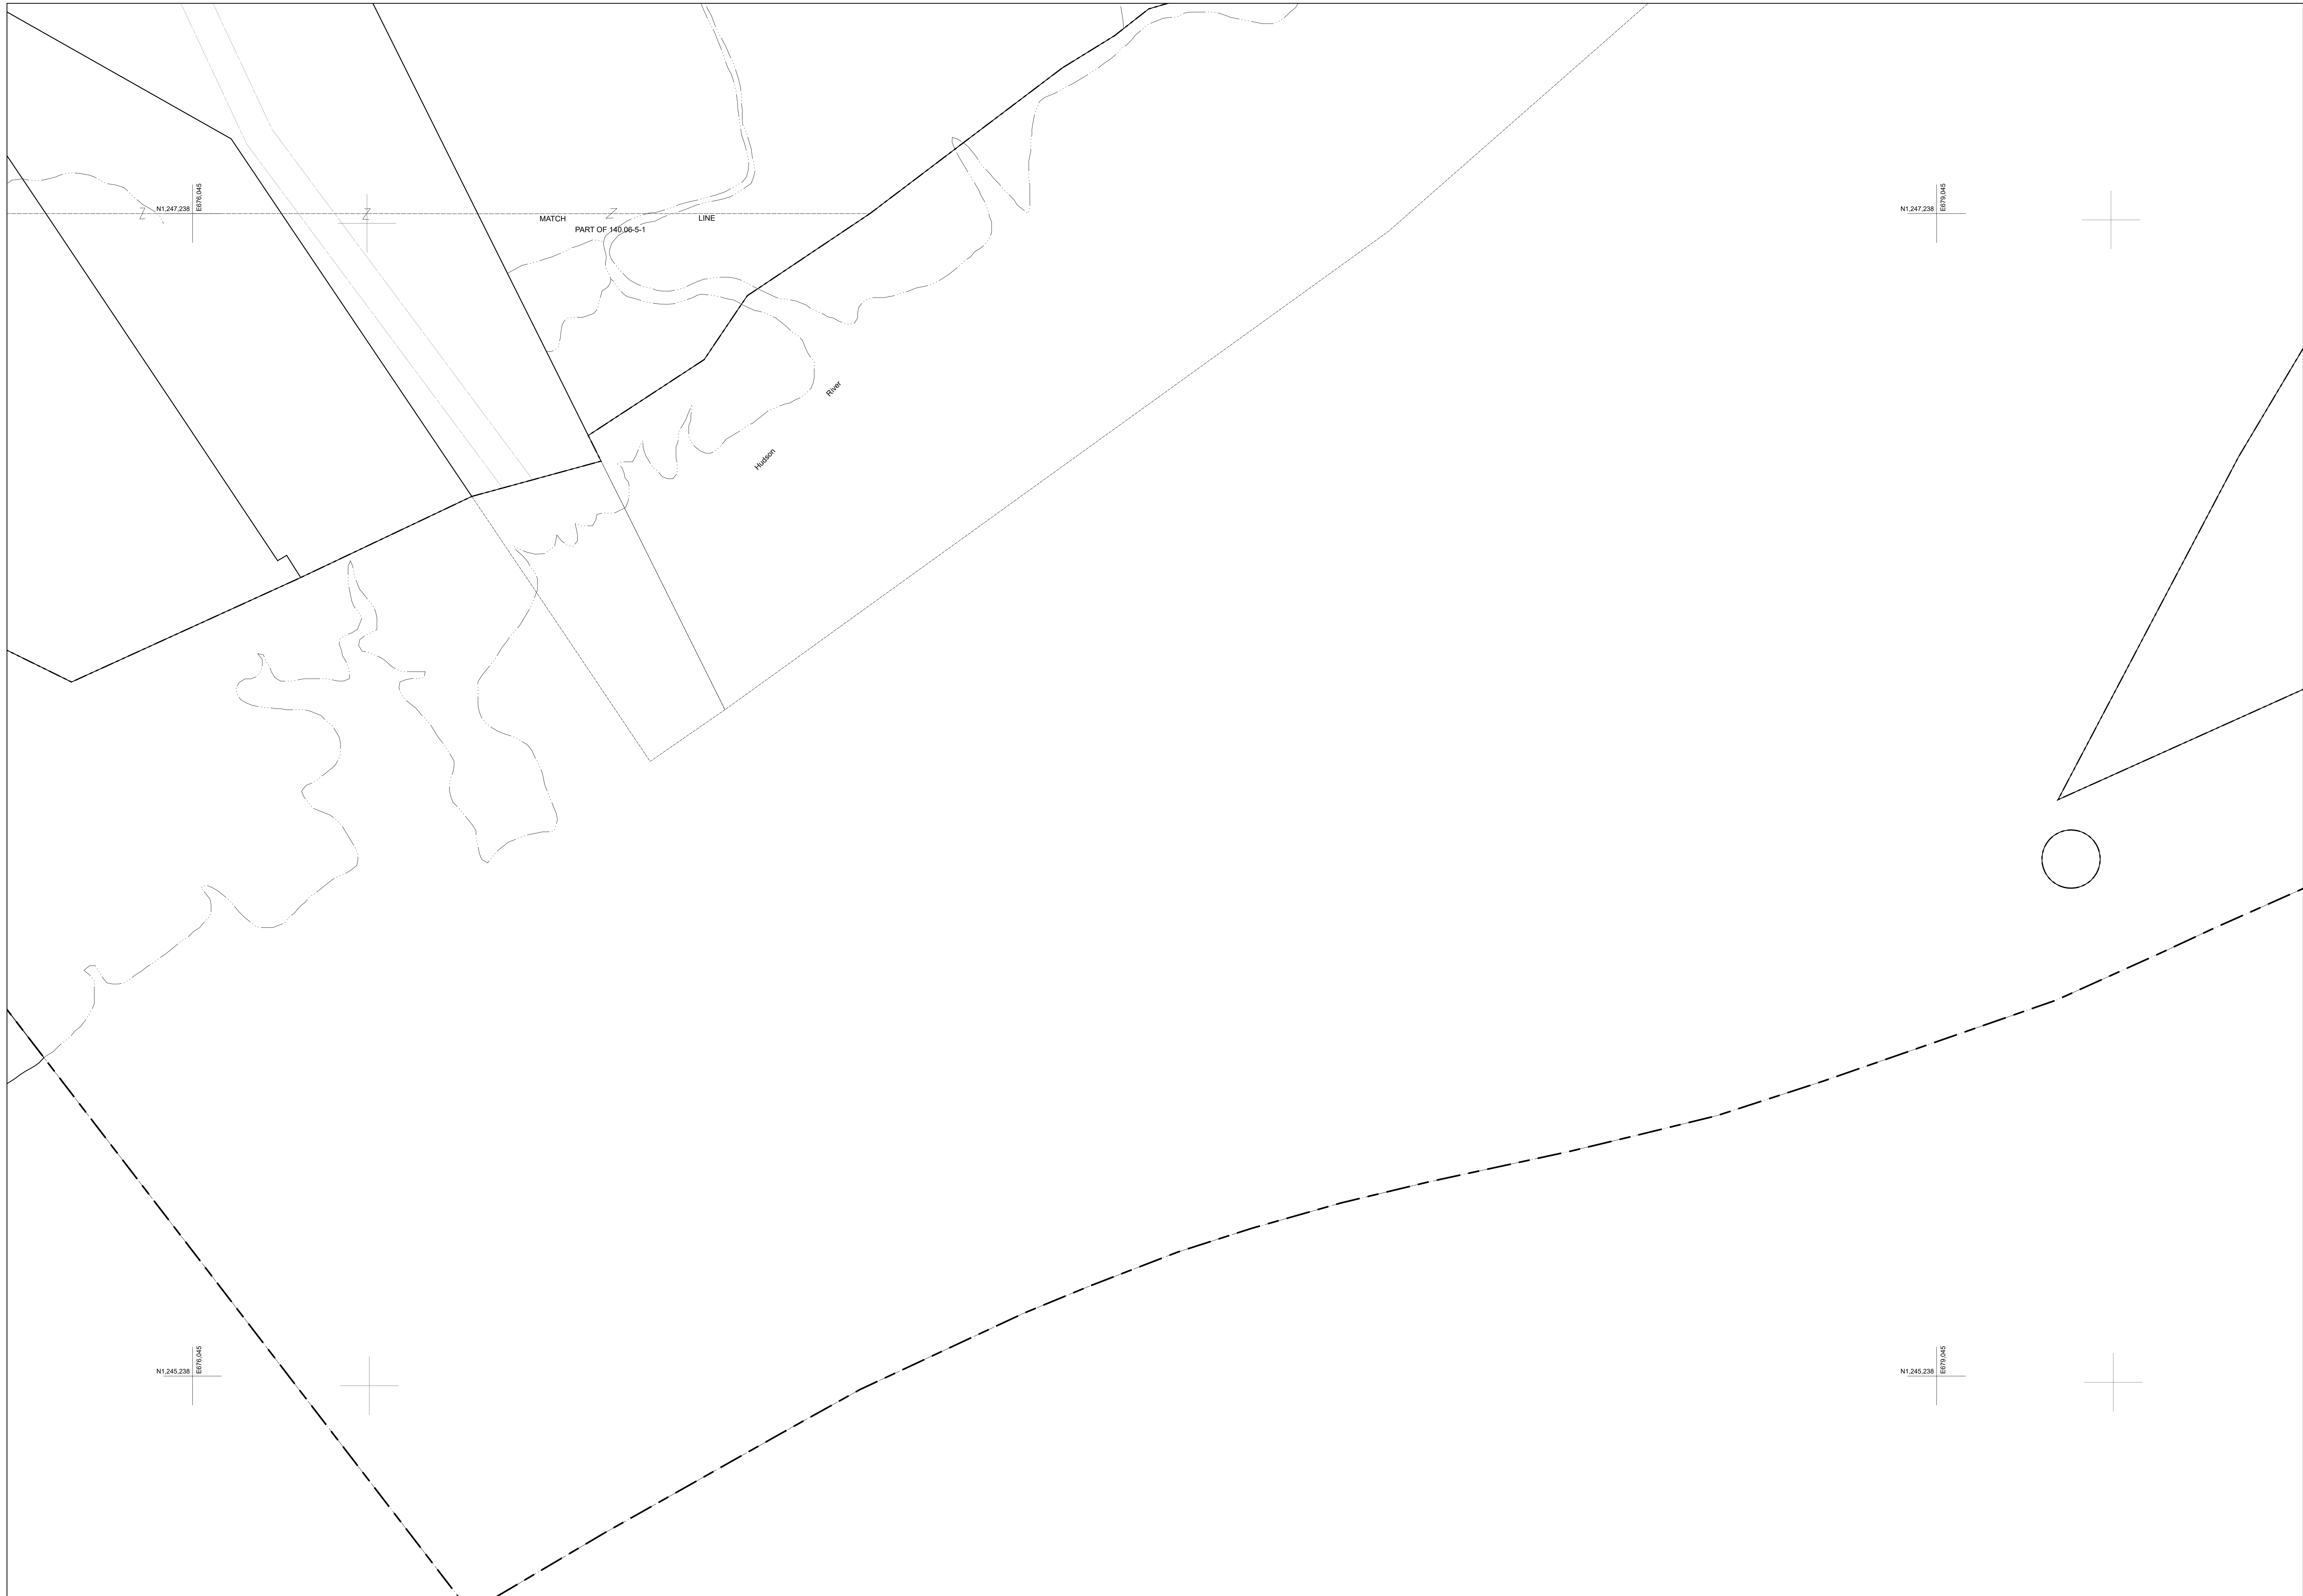 N1,247,238
E676,045
MATCH LINE
PART OF 140.06-5-1
N1,247,238
E679,045
River
Hudson
N1,245,238
E676,045
N1,245,238
E679,045